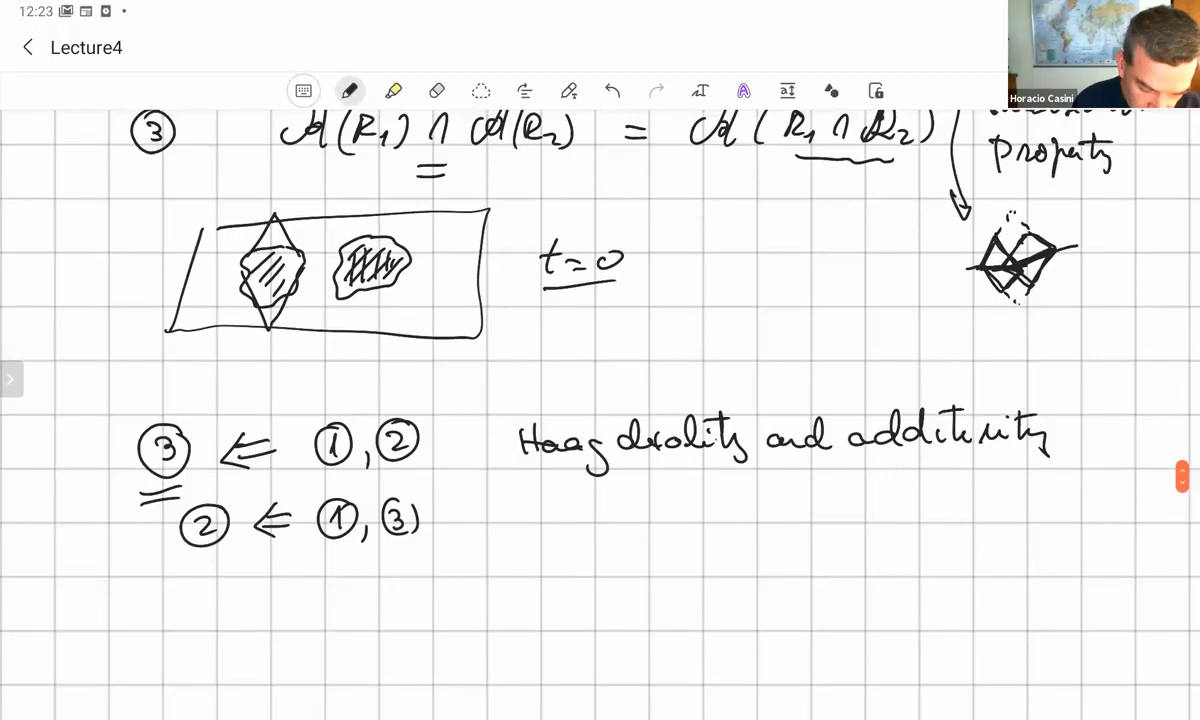 12:23
Lecture4
Horacio Casini
③ A(R₁) ∧ A(R₂) = A(R₁ ∩ R₂)
property
t=0
③ ⇐ ①,② Haag duality and additivity
② ⇐ ①,③